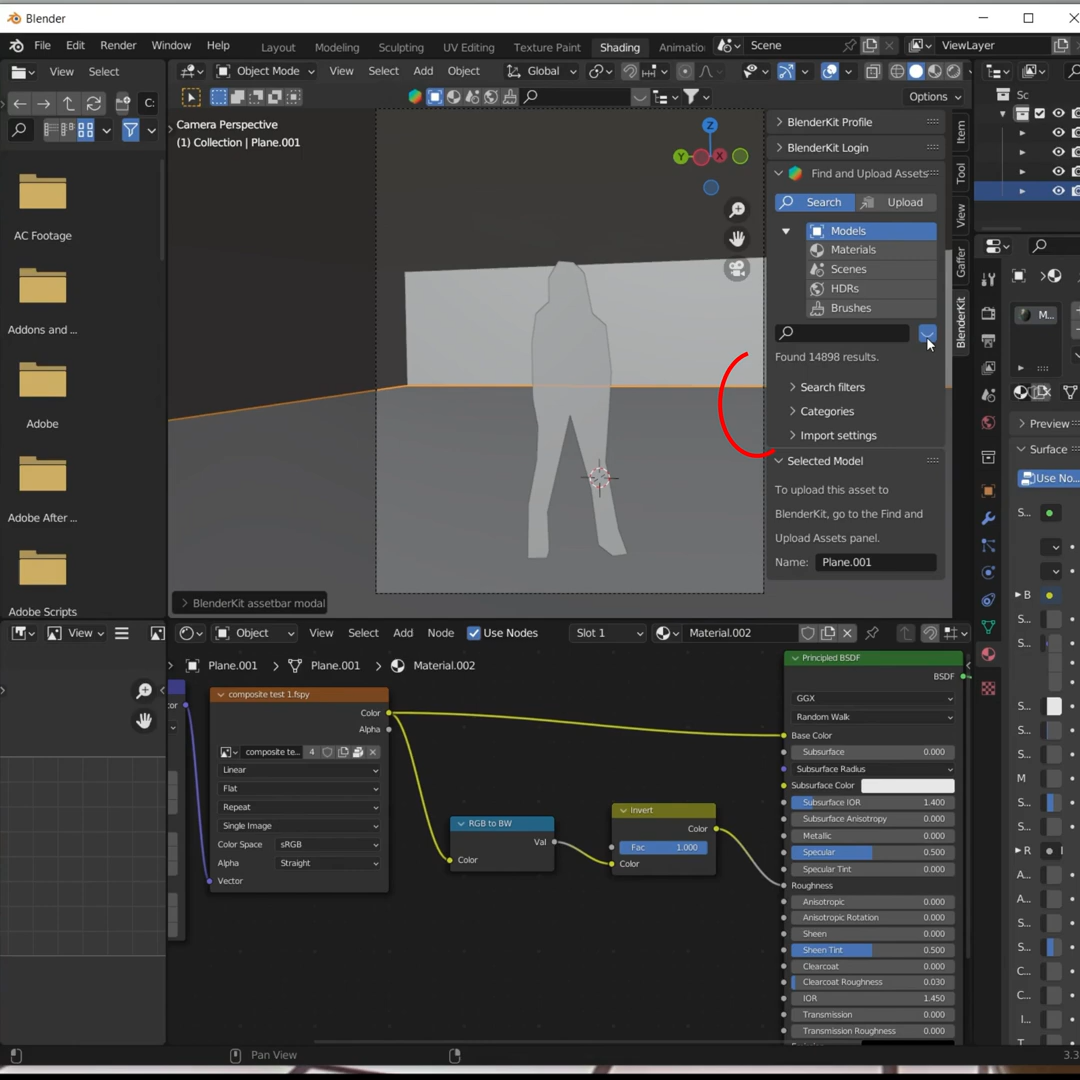 Blender
File Edit Render Window Help Layout Modeling Sculpting UV Editing Texture Paint Shading Animatio Scene ViewLayer
View Select Object Mode View Select Add Object Global
C: Options
Camera Perspective
(1) Collection | Plane.001
Z
Y X
AC Footage
Addons and ...
Adobe
Adobe After ...
Adobe Scripts
BlenderKit Profile
BlenderKit Login
Find and Upload Assets
Search Upload
Models
Materials
Scenes
HDRs
Brushes
Found 14898 results.
Search filters
Categories
Import settings
Selected Model
To upload this asset to
BlenderKit, go to the Find and
Upload Assets panel.
Name: Plane.001
Item
Tool
View
Gaffer
BlenderKit
BlenderKit assetbar modal
Sc
M...
Preview
Surface
Use No...
S...
B
S...
S...
S...
S...
S...
M
S...
S...
R
A...
A...
S...
S...
C...
C...
I...
T
View Object View Select Add Node Use Nodes Slot 1 Material.002
Plane.001 Plane.001 Material.002
or
composite test 1.fspy
Color
Alpha
composite te... 4
Linear
Flat
Repeat
Single Image
Color Space sRGB
Alpha Straight
Vector
RGB to BW
Val
Color
Invert
Color
Fac 1.000
Color
Principled BSDF
BSDF
GGX
Random Walk
Base Color
Subsurface 0.000
Subsurface Radius
Subsurface Color
Subsurface IOR 1.400
Subsurface Anisotropy 0.000
Metallic 0.000
Specular 0.500
Specular Tint 0.000
Roughness
Anisotropic 0.000
Anisotropic Rotation 0.000
Sheen 0.000
Sheen Tint 0.500
Clearcoat 0.000
Clearcoat Roughness 0.030
IOR 1.450
Transmission 0.000
Transmission Roughness 0.000
Pan View 3.3